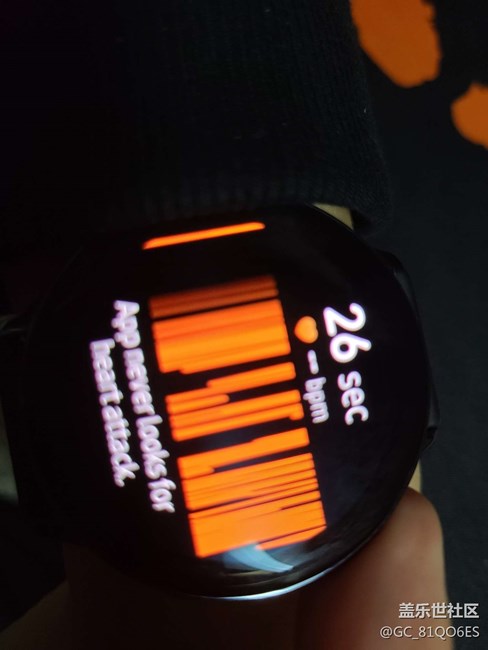 26 sec
-- bpm
App never looks for
heart attack.
盖乐世社区
@GC_81QO6ES